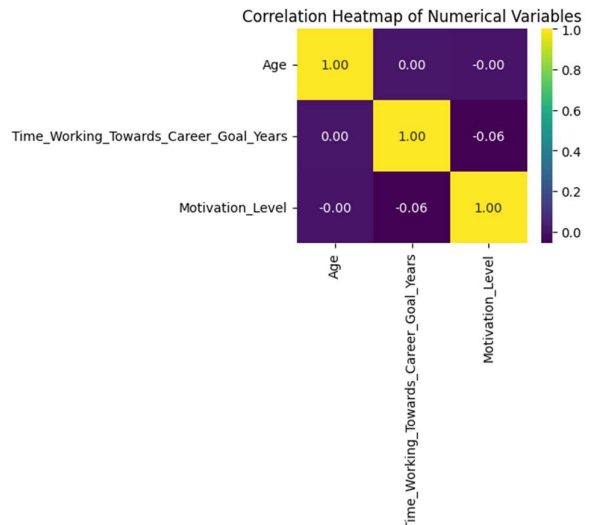 Correlation Heatmap of Numerical Variables
Age
1.00
0.00
-0.00
Time_Working_Towards_Career_Goal_Years
0.00
1.00
-0.06
Motivation_Level
-0.00
-0.06
1.00
1.0
0.8
0.6
0.4
0.2
0.0
Age
ime_Working_Towards_Career_Goal_Years
Motivation_Level